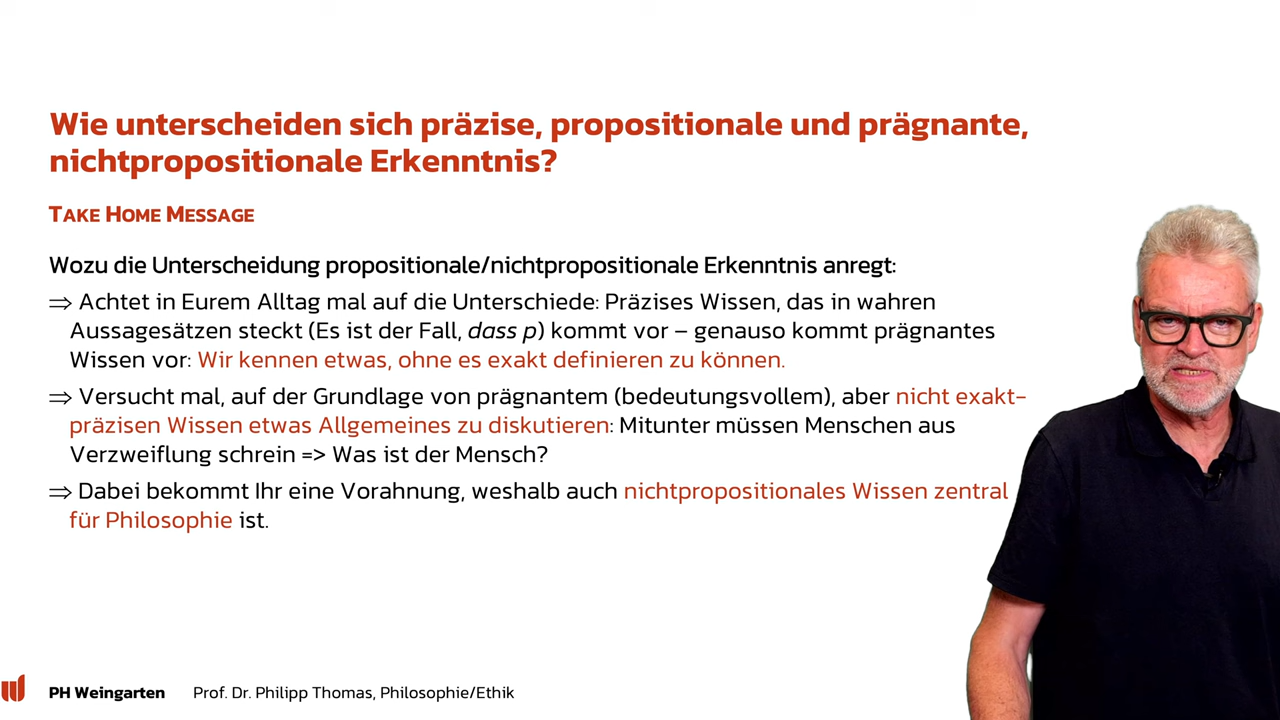 Wie unterscheiden sich präzise, propositionale und prägnante,
nichtpropositionale Erkenntnis?
TAKE HOME MESSAGE
Wozu die Unterscheidung propositionale/nichtpropositionale Erkenntnis anregt:
⇒ Achtet in Eurem Alltag mal auf die Unterschiede: Präzises Wissen, das in wahren
Aussagesätzen steckt (Es ist der Fall, dass p) kommt vor – genauso kommt prägnantes
Wissen vor: Wir kennen etwas, ohne es exakt definieren zu können.
⇒ Versucht mal, auf der Grundlage von prägnantem (bedeutungsvollem), aber nicht exakt-
präzisen Wissen etwas Allgemeines zu diskutieren: Mitunter müssen Menschen aus
Verzweiflung schrein => Was ist der Mensch?
⇒ Dabei bekommt Ihr eine Vorahnung, weshalb auch nichtpropositionales Wissen zentral
für Philosophie ist.
PH Weingarten Prof. Dr. Philipp Thomas, Philosophie/Ethik